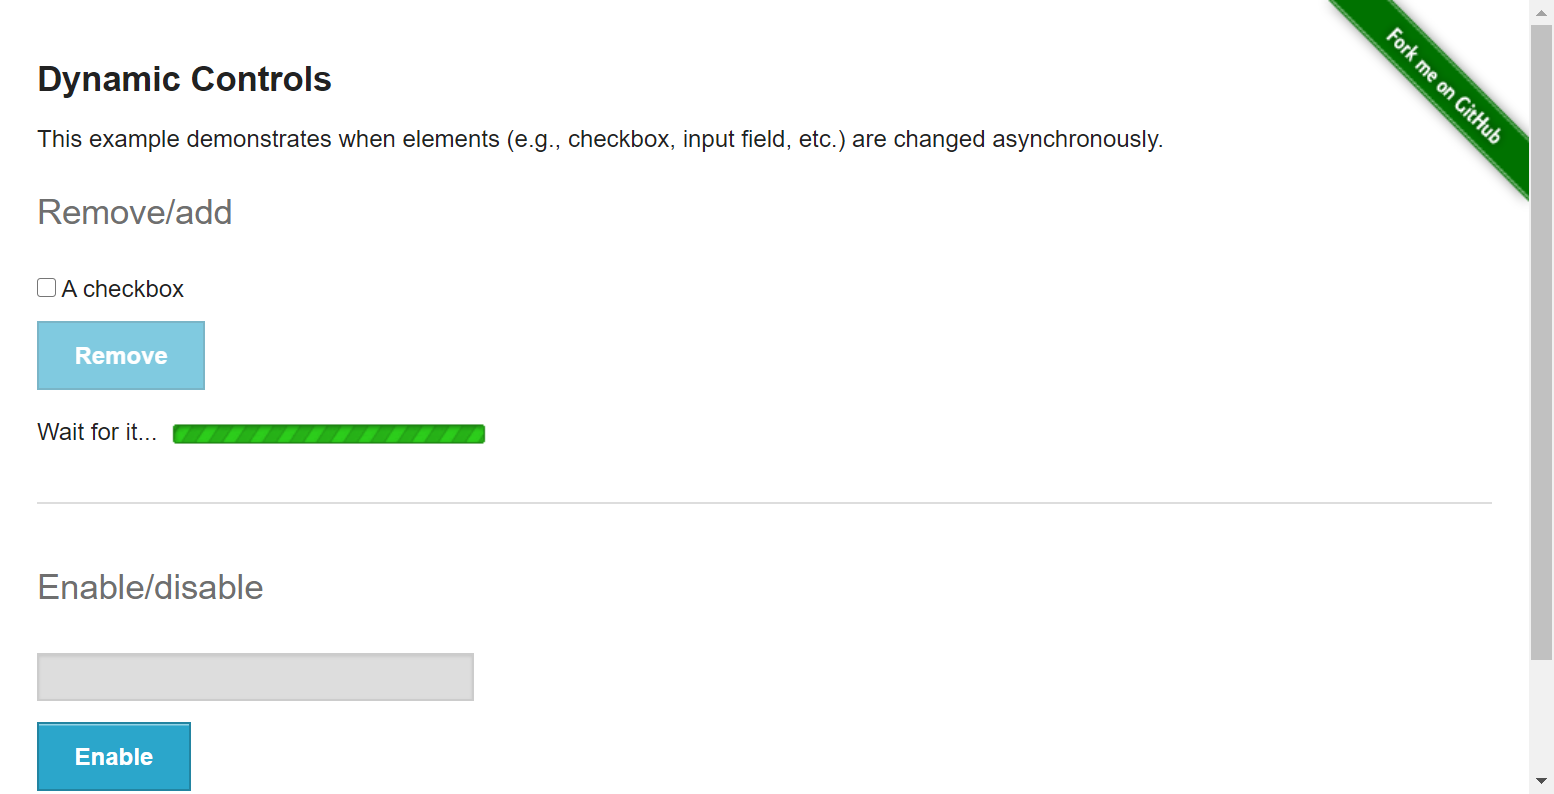 Fork me on GitHub
Dynamic Controls
This example demonstrates when elements (e.g., checkbox, input field, etc.) are changed asynchronously.
Remove/add
A checkbox
Remove
Wait for it...
Enable/disable
Enable